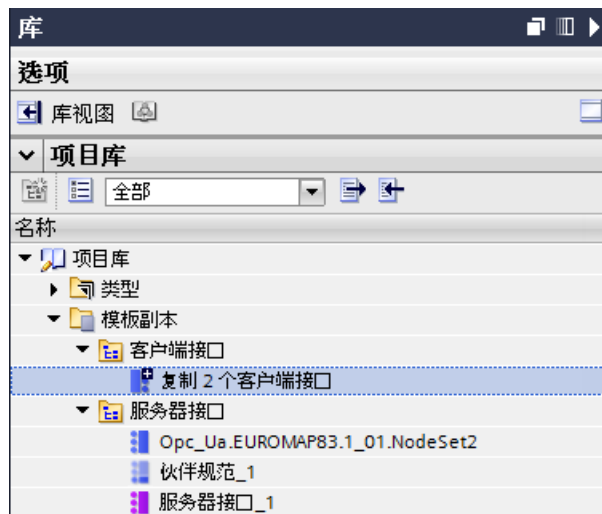 库
选项
库视图
项目库
全部
名称
项目库
类型
模板副本
客户端接口
复制 2 个客户端接口
服务器接口
Opc_Ua.EUROMAP83.1_01.NodeSet2
伙伴规范_1
服务器接口_1